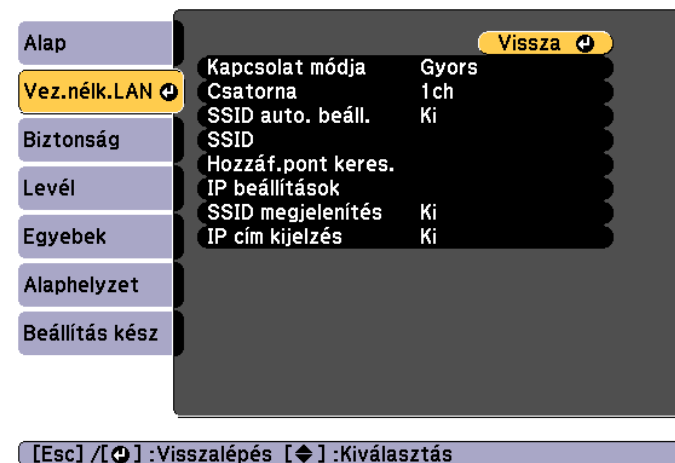 Alap
Vez.nélk.LAN
Biztonság
Levél
Egyebek
Alaphelyzet
Beállítás kész
Vissza
Kapcsolat módja Gyors
Csatorna 1ch
SSID auto. beáll. Ki
SSID
Hozzáf.pont keres.
IP beállítások
SSID megjelenítés Ki
IP cím kijelzés Ki
[Esc] /[⏎] :Visszalépés [◆] :Kiválasztás